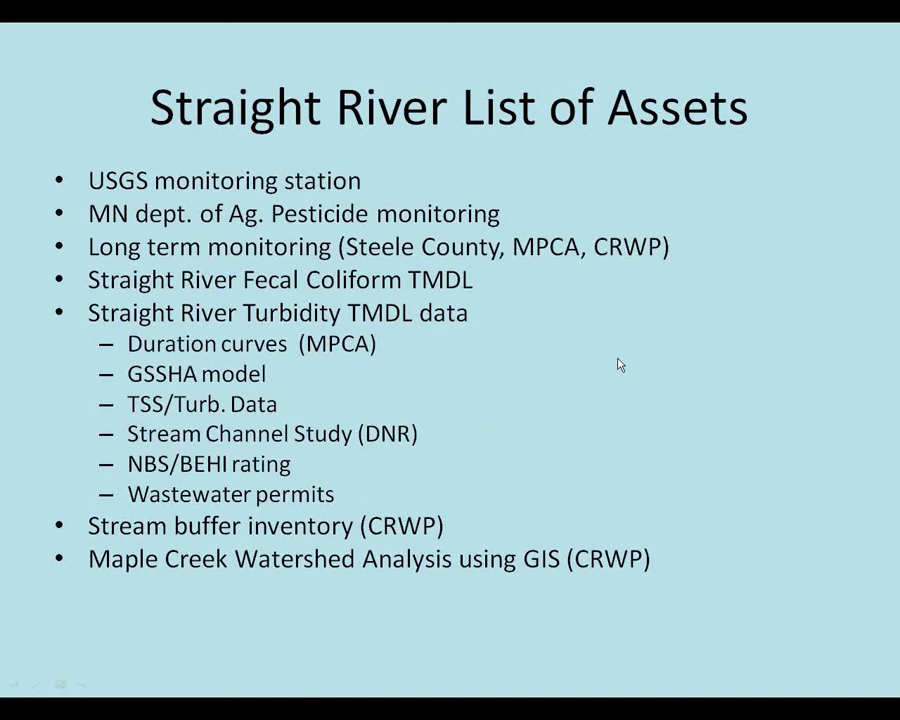 Straight River List of Assets
• USGS monitoring station
• MN dept. of Ag. Pesticide monitoring
• Long term monitoring (Steele County, MPCA, CRWP)
• Straight River Fecal Coliform TMDL
• Straight River Turbidity TMDL data
– Duration curves (MPCA)
– GSSHA model
– TSS/Turb. Data
– Stream Channel Study (DNR)
– NBS/BEHI rating
– Wastewater permits
• Stream buffer inventory (CRWP)
• Maple Creek Watershed Analysis using GIS (CRWP)